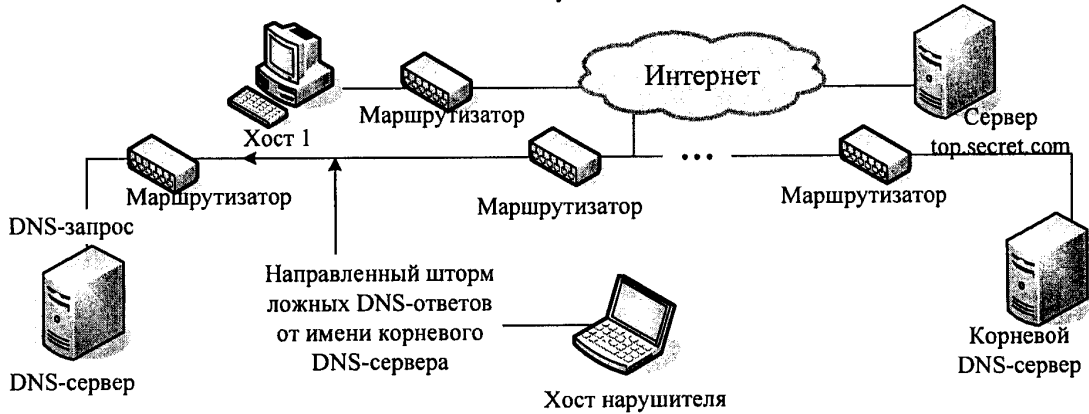 Интернет
Маршрутизатор
Хост 1
Сервер
top.secret.com
Маршрутизатор
Маршрутизатор
Маршрутизатор
DNS-запрос
Направленный шторм
ложных DNS-ответов
от имени корневого
DNS-сервера
DNS-сервер
Хост нарушителя
Корневой
DNS-сервер